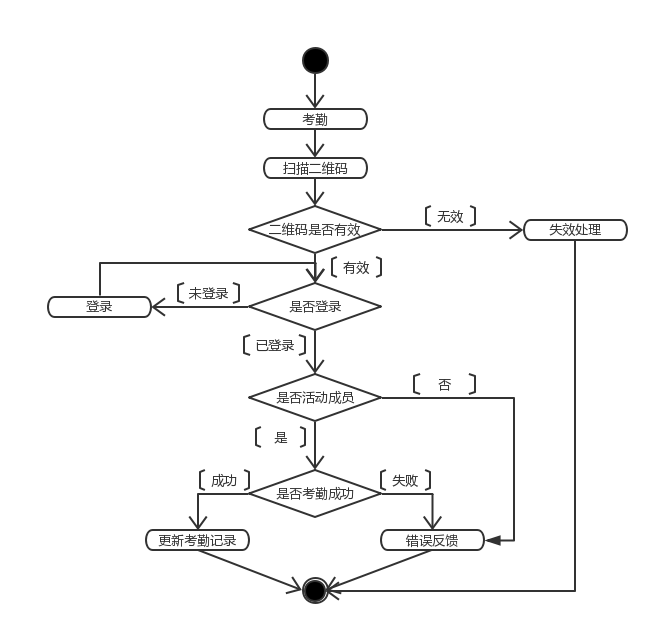 考勤
扫描二维码
无效
二维码是否有效
失效处理
有效
未登录
登录
是否登录
已登录
否
是否活动成员
是
成功
失败
是否考勤成功
更新考勤记录
错误反馈